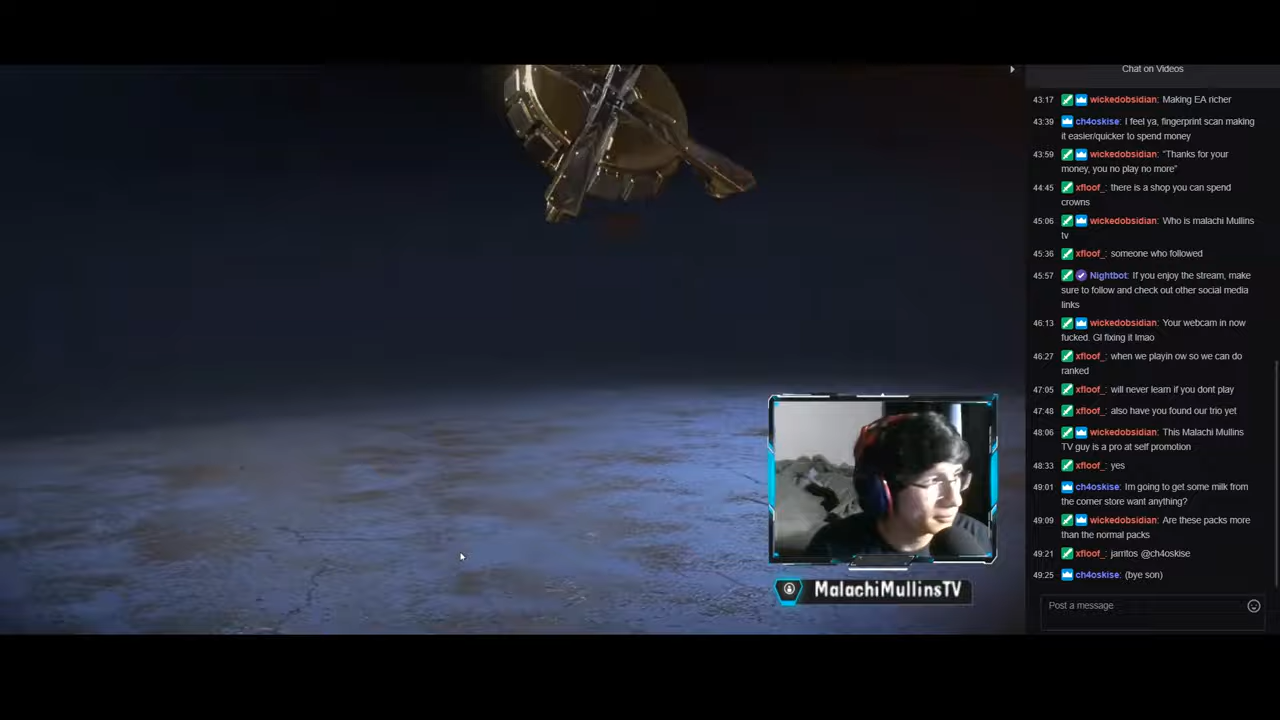 Chat on Videos
43:17 wickedobsidian: Making EA richer
43:39 ch4oskise: I feel ya, fingerprint scan making
it easier/quicker to spend money
43:59 wickedobsidian: "Thanks for your
money, you no play no more"
44:45 xfloof_: there is a shop you can spend
crowns
45:06 wickedobsidian: Who is malachi Mullins
tv
45:36 xfloof_: someone who followed
45:57 Nightbot: If you enjoy the stream, make
sure to follow and check out other social media
links
46:13 wickedobsidian: Your webcam in now
fucked. Gl fixing it lmao
46:27 xfloof_: when we playin ow so we can do
ranked
47:05 xfloof_: will never learn if you dont play
47:48 xfloof_: also have you found our trio yet
48:06 wickedobsidian: This Malachi Mullins
TV guy is a pro at self promotion
48:33 xfloof_: yes
49:01 ch4oskise: Im going to get some milk from
the corner store want anything?
49:09 wickedobsidian: Are these packs more
than the normal packs
49:21 xfloof_: jarritos @ch4oskise
49:25 ch4oskise: (bye son)
Post a message
MalachiMullinsTV